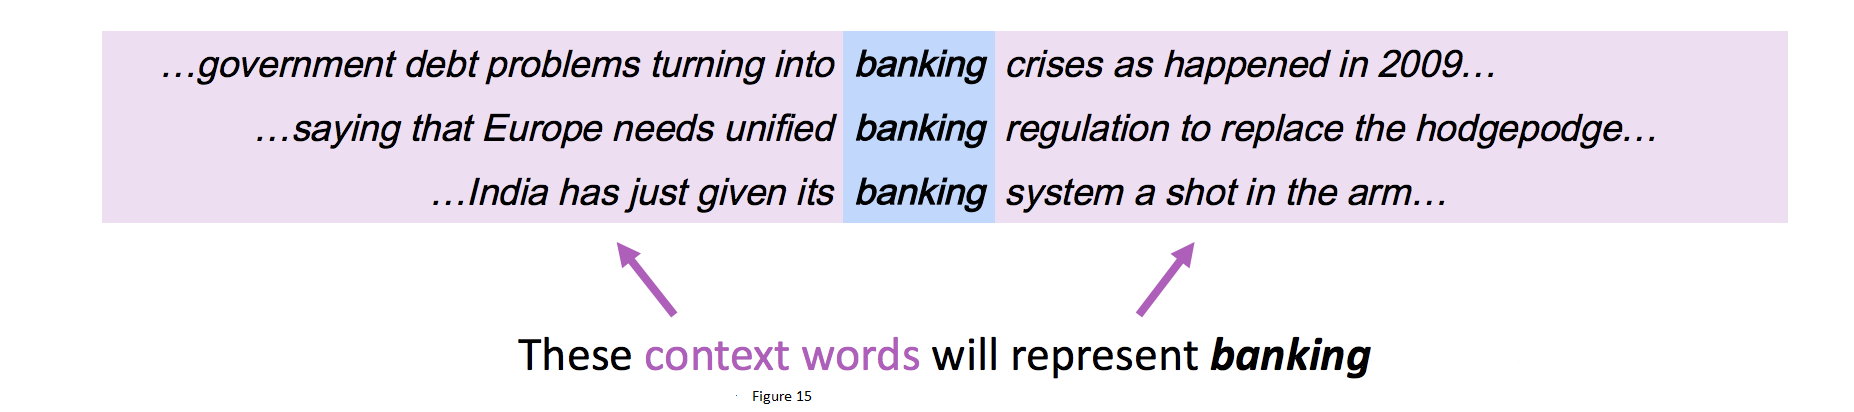 …government debt problems turning into banking crises as happened in 2009…
…saying that Europe needs unified banking regulation to replace the hodgepodge…
…India has just given its banking system a shot in the arm…
These context words will represent banking
Figure 15